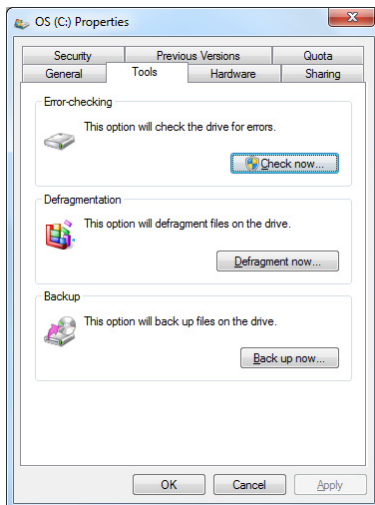 OS (C:) Properties
Security Previous Versions Quota
General Tools Hardware Sharing
Error-checking
This option will check the drive for errors.
Check now...
Defragmentation
This option will defragment files on the drive.
Defragment now...
Backup
This option will back up files on the drive.
Back up now...
OK Cancel Apply